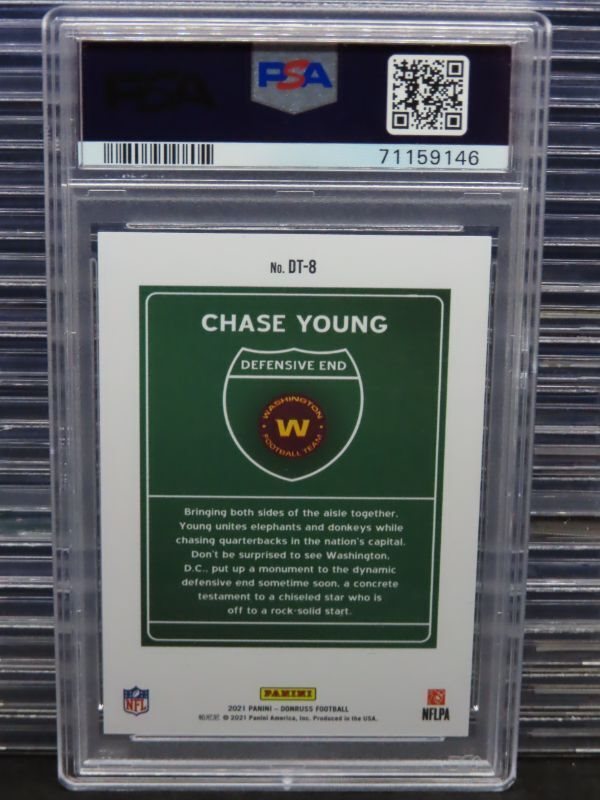 PSA
PSA
71159146
No. DT-8
CHASE YOUNG
DEFENSIVE END
WASHINGTON
W
FOOTBALL TEAM
Bringing both sides of the aisle together,
Young unites elephants and donkeys while
chasing quarterbacks in the nation's capital.
Don't be surprised to see Washington,
D.C., put up a monument to the dynamic
defensive end sometime soon, a concrete
testament to a chiseled star who is
off to a rock-solid start.
NFL
PANINI
2021 PANINI – DONRUSS FOOTBALL
© 2021 Panini America, Inc. Produced in the USA.
NFLPA